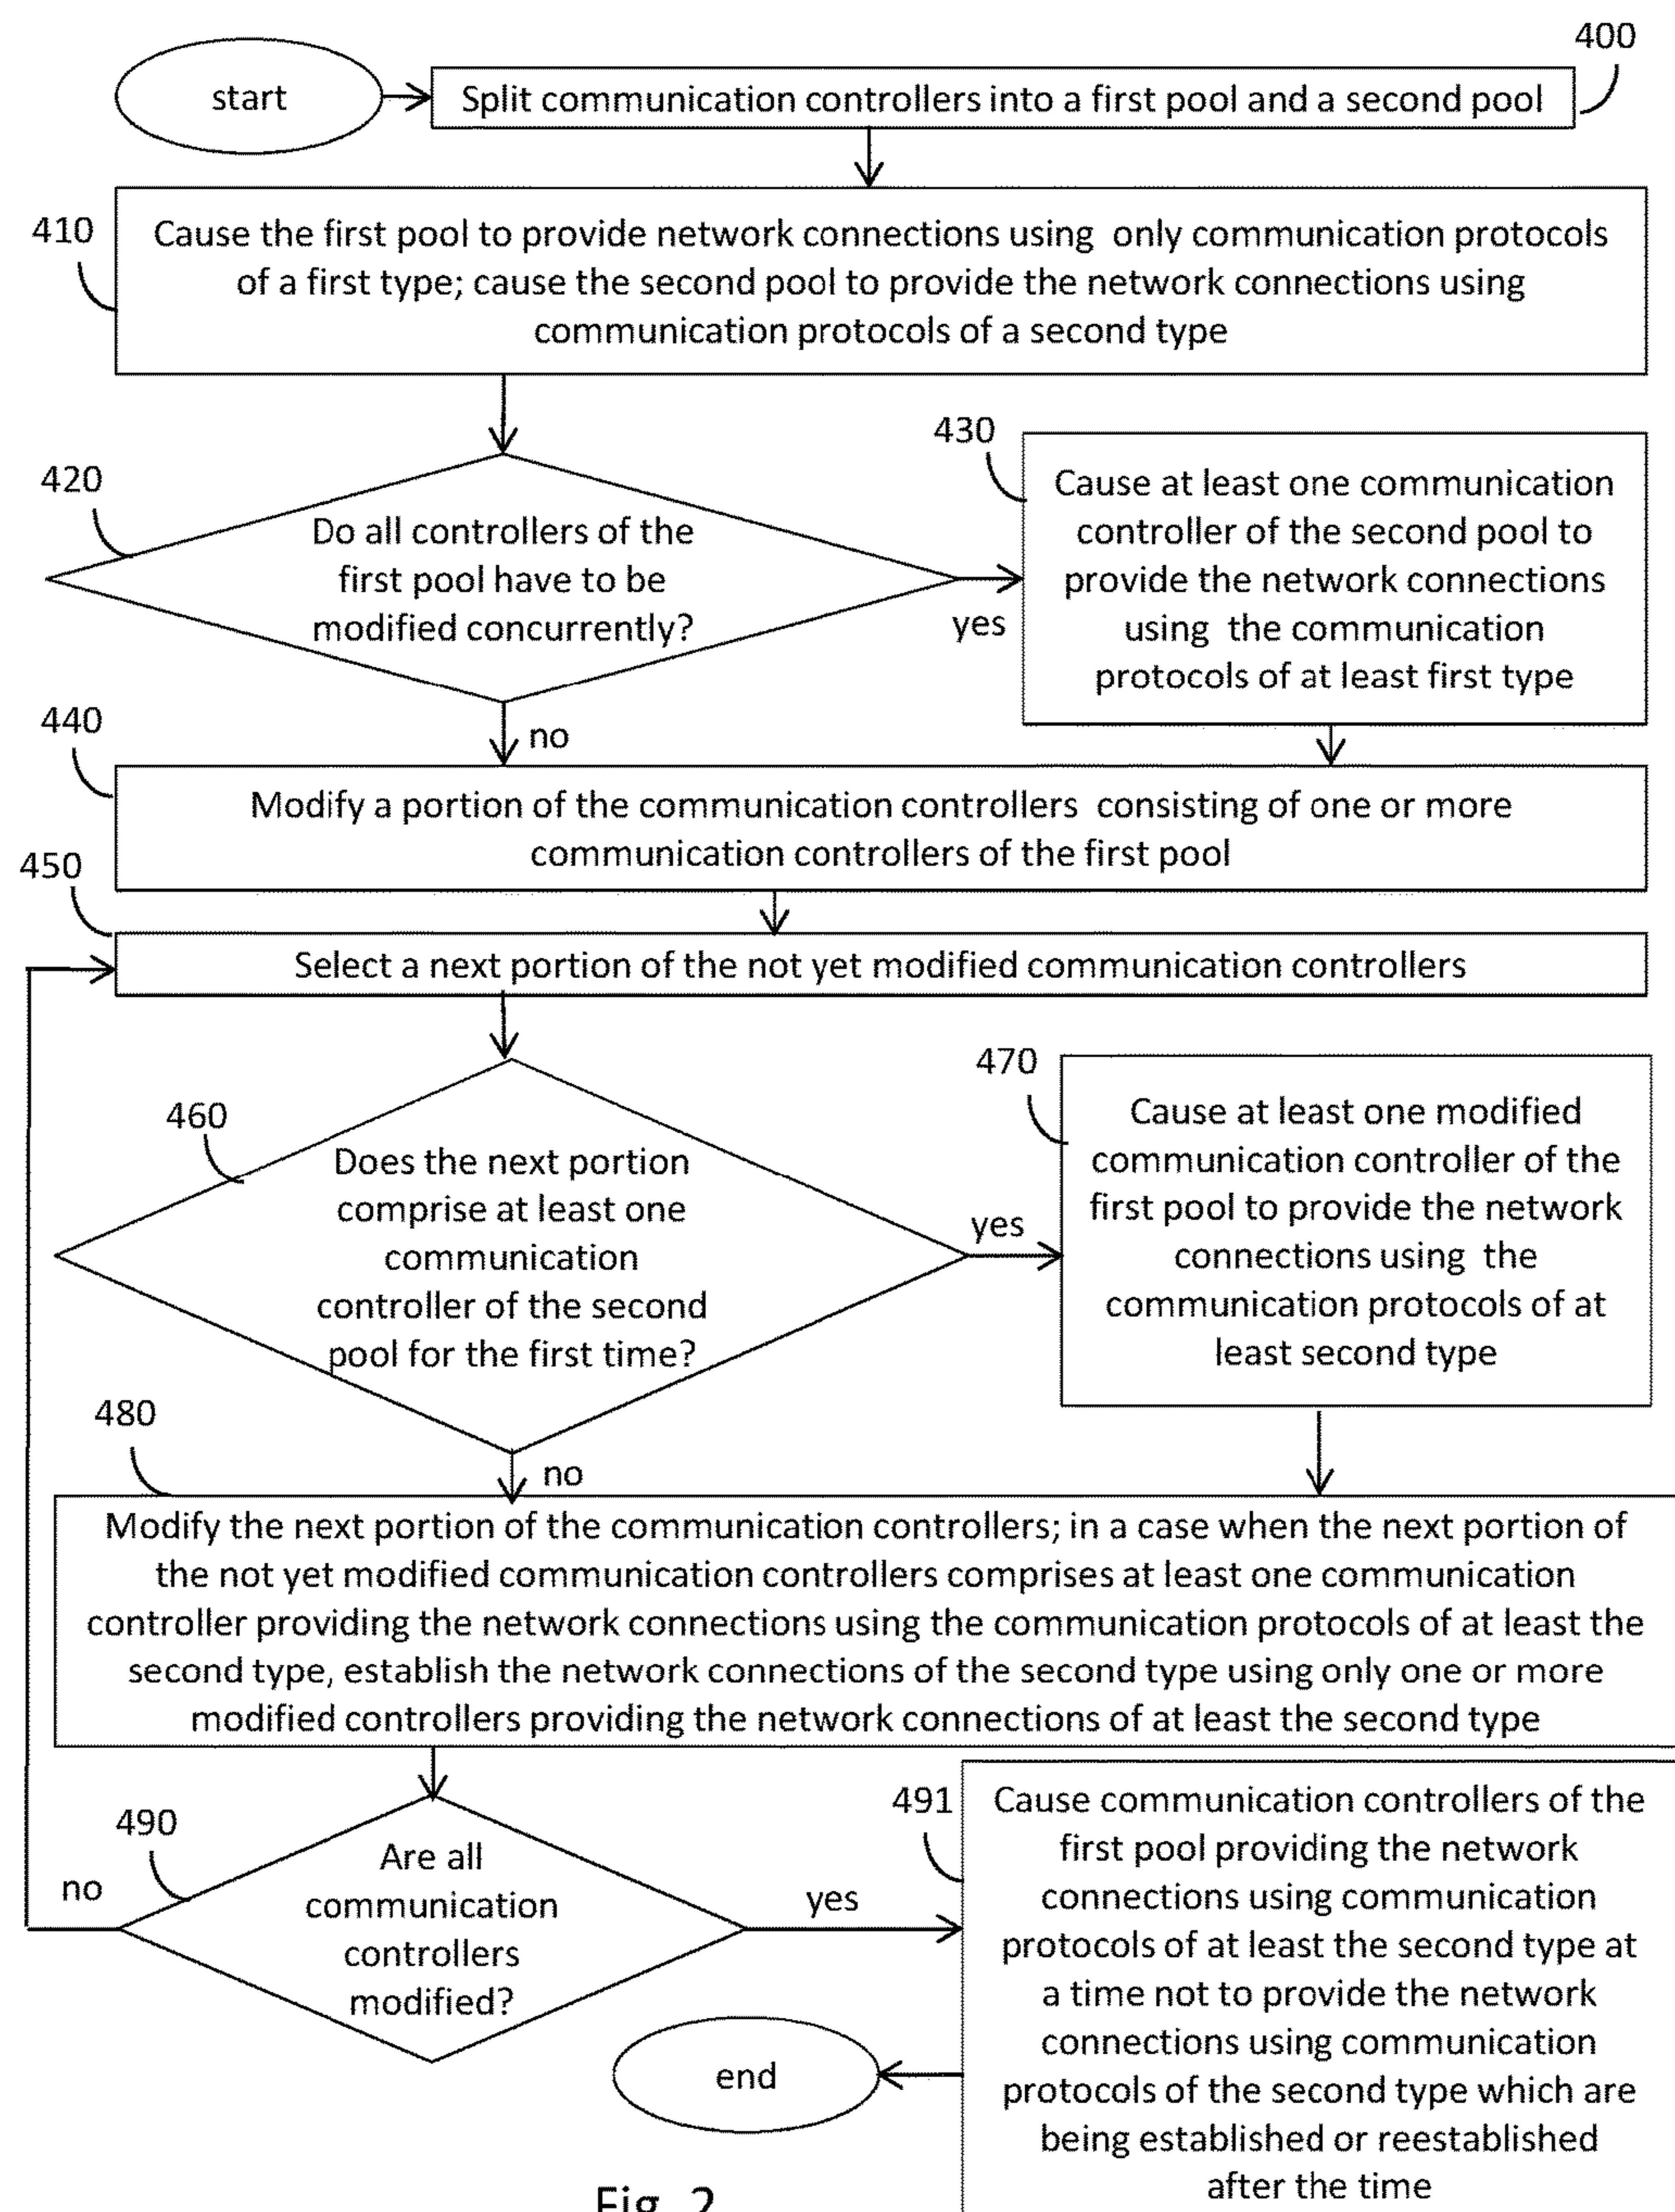 400
start
Split communication controllers into a first pool and a second pool
410
Cause the first pool to provide network connections using only communication protocols
of a first type; cause the second pool to provide the network connections using
communication protocols of a second type
420
Do all controllers of the
first pool have to be
modified concurrently?
yes
430
Cause at least one communication
controller of the second pool to
provide the network connections
using the communication
protocols of at least first type
no
440
Modify a portion of the communication controllers consisting of one or more
communication controllers of the first pool
450
Select a next portion of the not yet modified communication controllers
460
Does the next portion
comprise at least one
communication
controller of the second
pool for the first time?
yes
470
Cause at least one modified
communication controller of the
first pool to provide the network
connections using the
communication protocols of at
least second type
no
480
Modify the next portion of the communication controllers; in a case when the next portion of
the not yet modified communication controllers comprises at least one communication
controller providing the network connections using the communication protocols of at least the
second type, establish the network connections of the second type using only one or more
modified controllers providing the network connections of at least the second type
490
no
Are all
communication
controllers
modified?
yes
491
Cause communication controllers of the
first pool providing the network
connections using communication
protocols of at least the second type at
a time not to provide the network
connections using communication
protocols of the second type which are
being established or reestablished
after the time
end
Fig. 2